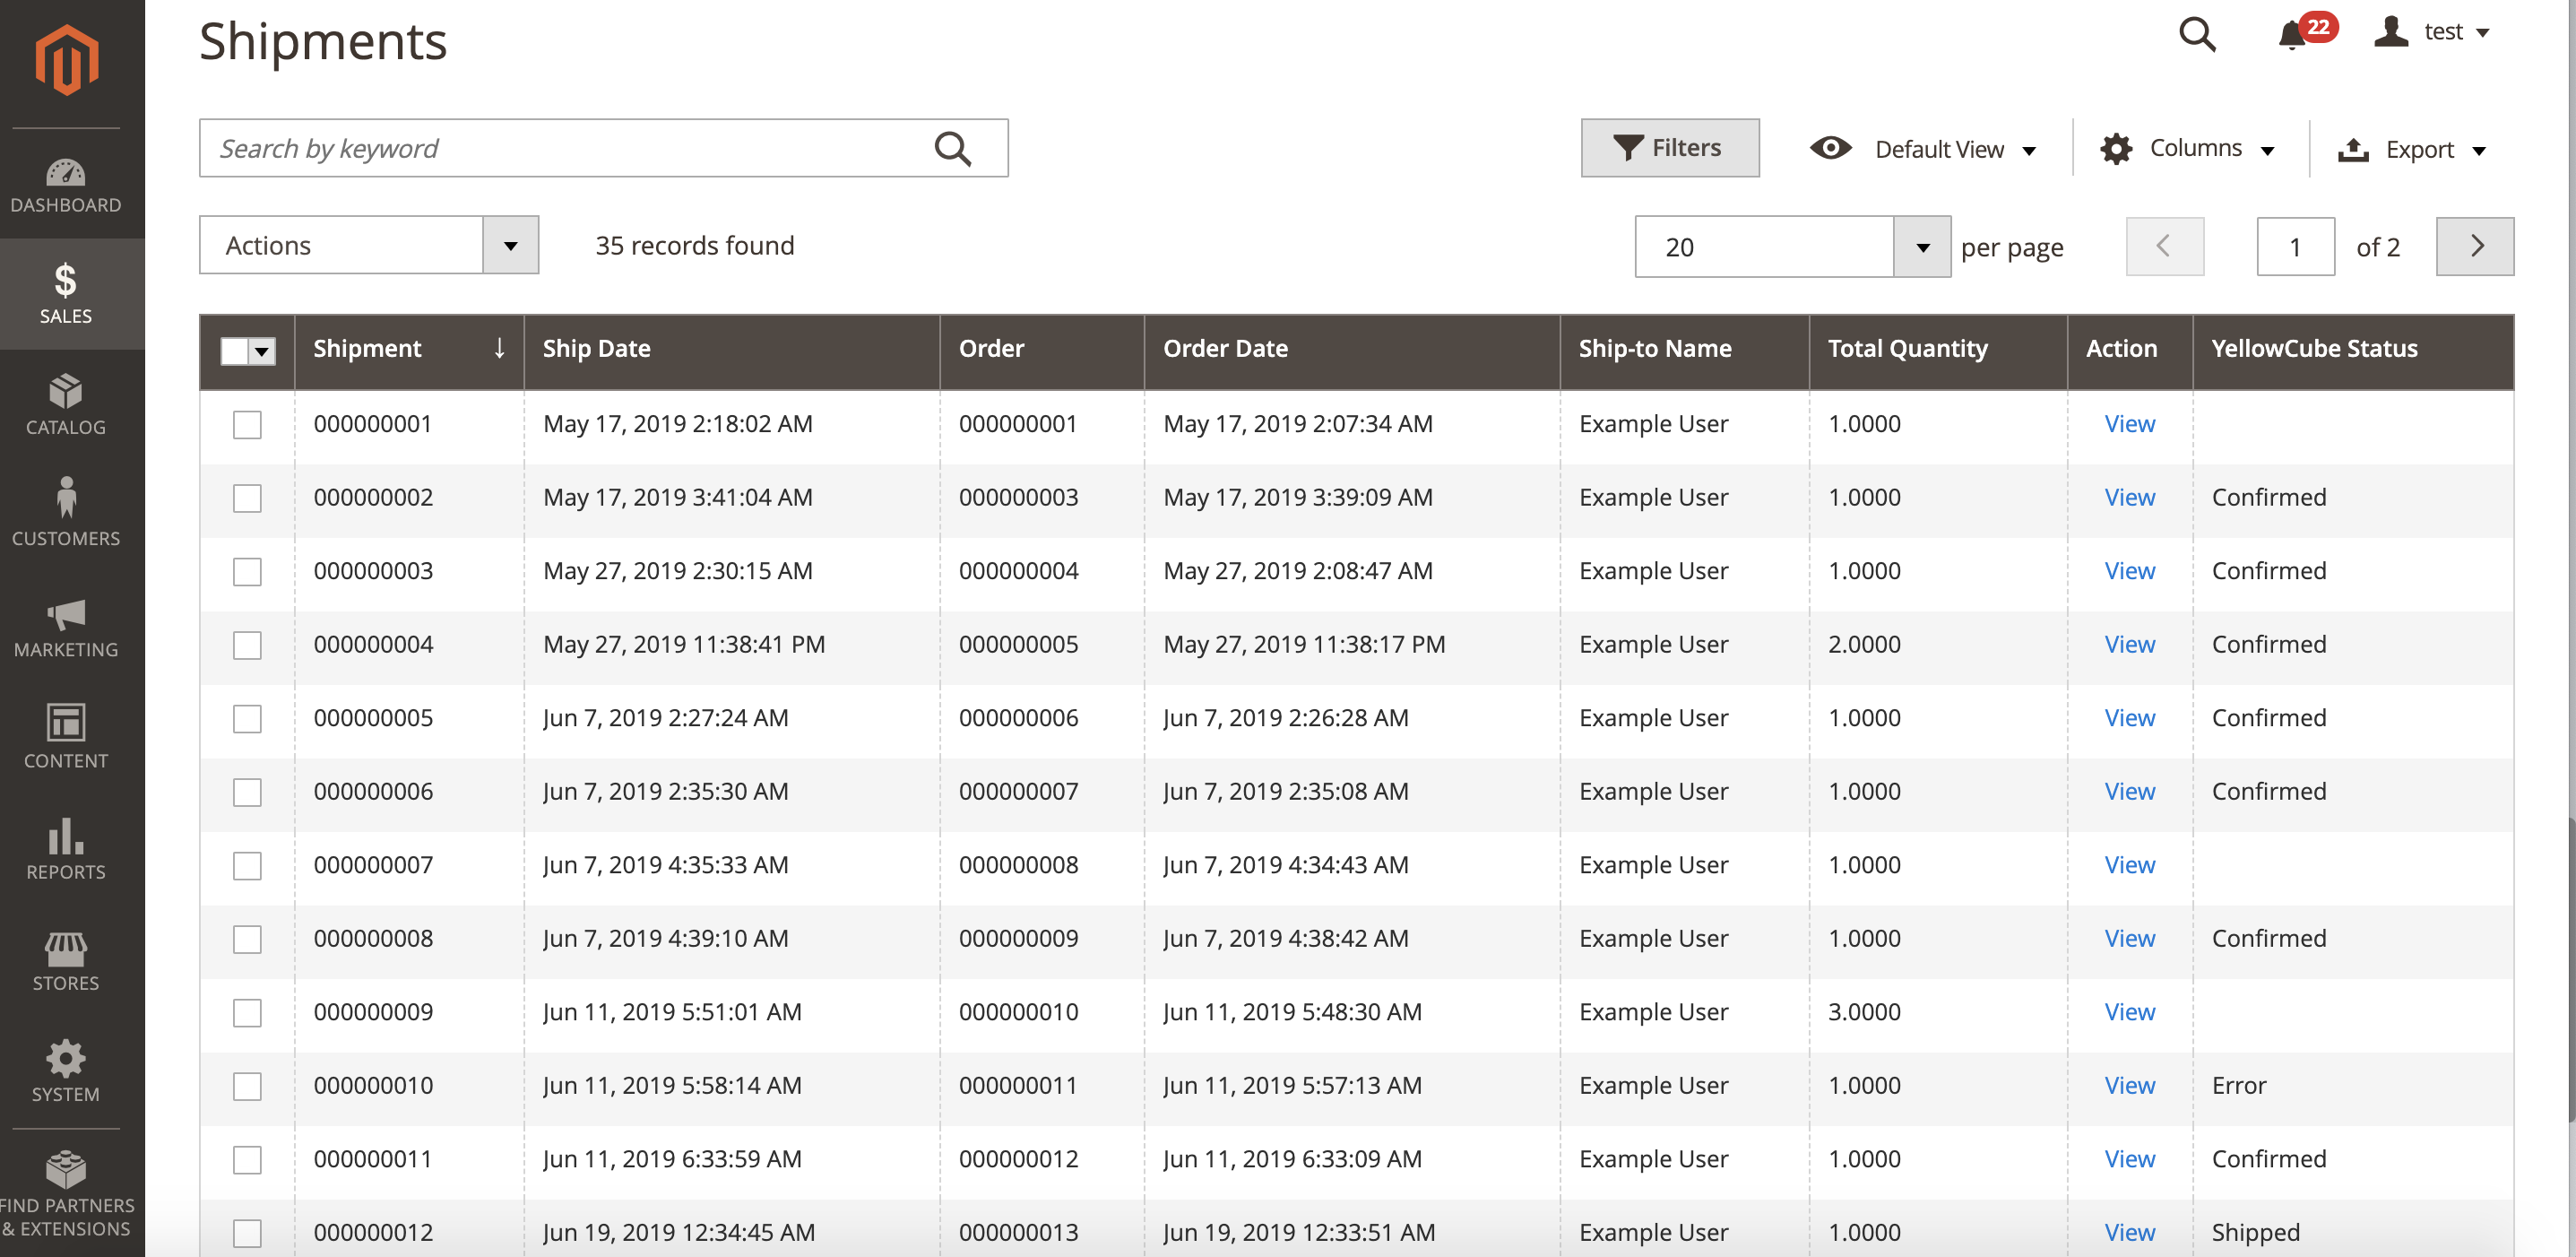 Shipments
22
test
DASHBOARD
SALES
CATALOG
CUSTOMERS
MARKETING
CONTENT
REPORTS
STORES
SYSTEM
FIND PARTNERS
& EXTENSIONS
Search by keyword
Filters
Default View
Columns
Export
Actions
35 records found
20
per page
1
of 2
Shipment ↓ Ship Date Order Order Date Ship-to Name Total Quantity Action YellowCube Status
000000001 May 17, 2019 2:18:02 AM 000000001 May 17, 2019 2:07:34 AM Example User 1.0000 View
000000002 May 17, 2019 3:41:04 AM 000000003 May 17, 2019 3:39:09 AM Example User 1.0000 View Confirmed
000000003 May 27, 2019 2:30:15 AM 000000004 May 27, 2019 2:08:47 AM Example User 1.0000 View Confirmed
000000004 May 27, 2019 11:38:41 PM 000000005 May 27, 2019 11:38:17 PM Example User 2.0000 View Confirmed
000000005 Jun 7, 2019 2:27:24 AM 000000006 Jun 7, 2019 2:26:28 AM Example User 1.0000 View Confirmed
000000006 Jun 7, 2019 2:35:30 AM 000000007 Jun 7, 2019 2:35:08 AM Example User 1.0000 View Confirmed
000000007 Jun 7, 2019 4:35:33 AM 000000008 Jun 7, 2019 4:34:43 AM Example User 1.0000 View
000000008 Jun 7, 2019 4:39:10 AM 000000009 Jun 7, 2019 4:38:42 AM Example User 1.0000 View Confirmed
000000009 Jun 11, 2019 5:51:01 AM 000000010 Jun 11, 2019 5:48:30 AM Example User 3.0000 View
000000010 Jun 11, 2019 5:58:14 AM 000000011 Jun 11, 2019 5:57:13 AM Example User 1.0000 View Error
000000011 Jun 11, 2019 6:33:59 AM 000000012 Jun 11, 2019 6:33:09 AM Example User 1.0000 View Confirmed
000000012 Jun 19, 2019 12:34:45 AM 000000013 Jun 19, 2019 12:33:51 AM Example User 1.0000 View Shipped